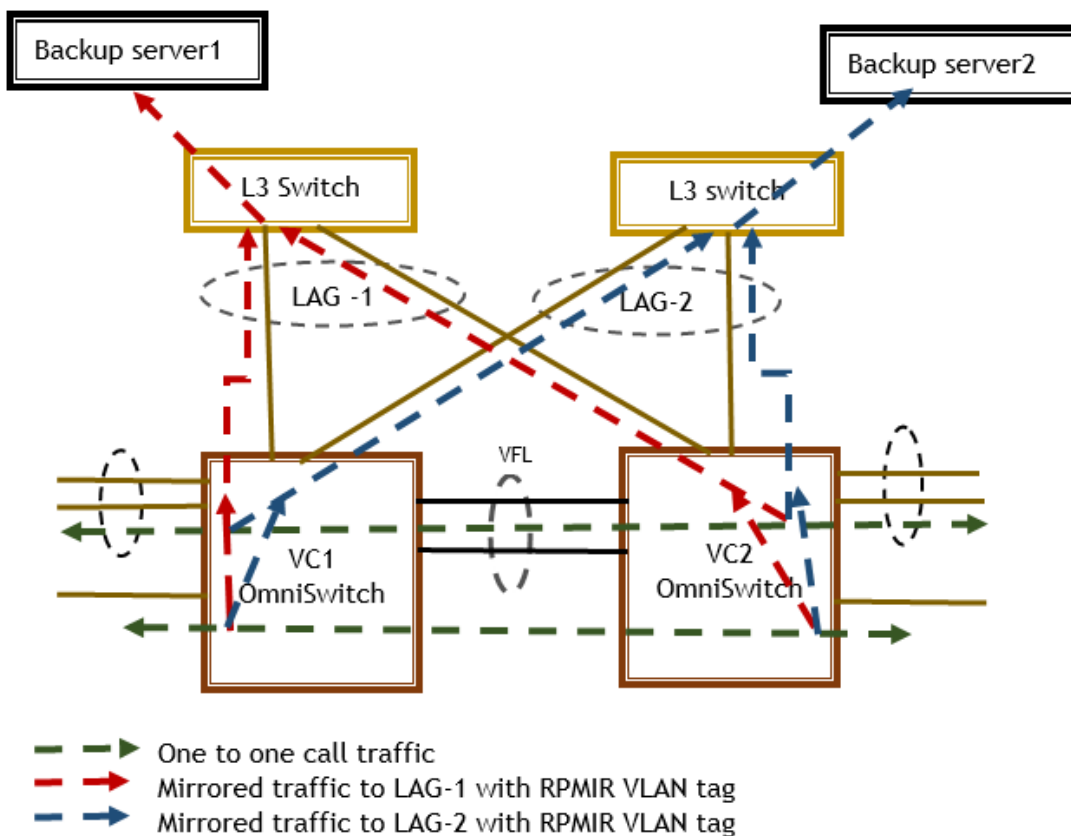 Backup server1
Backup server2
L3 Switch
L3 switch
LAG -1
LAG-2
VFL
VC1
OmniSwitch
VC2
OmniSwitch
One to one call traffic
Mirrored traffic to LAG-1 with RPMIR VLAN tag
Mirrored traffic to LAG-2 with RPMIR VLAN tag